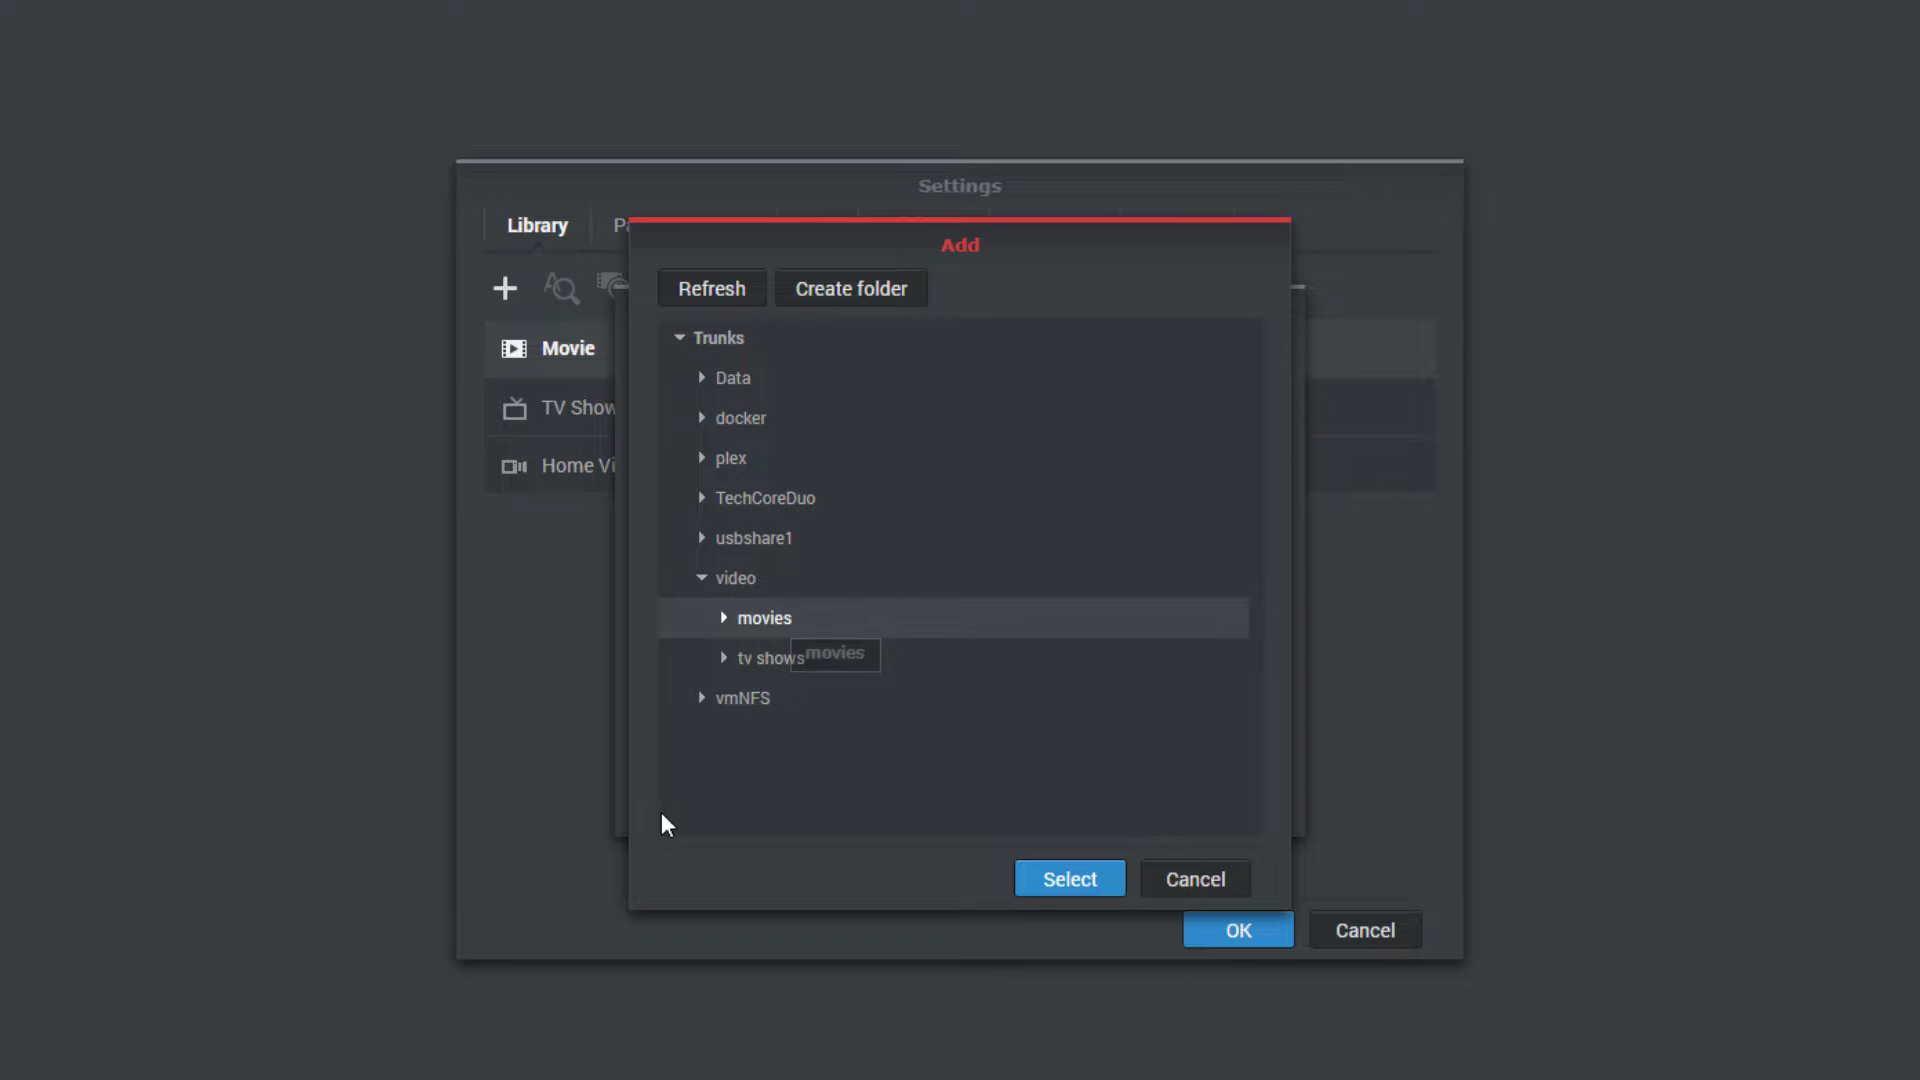 Settings
Library
Add
Refresh
Create folder
Trunks
Movie
Data
TV Show
docker
plex
Home Vi
TechCoreDuo
usbshare1
video
movies
tv shows
movies
vmNFS
Select
Cancel
OK
Cancel